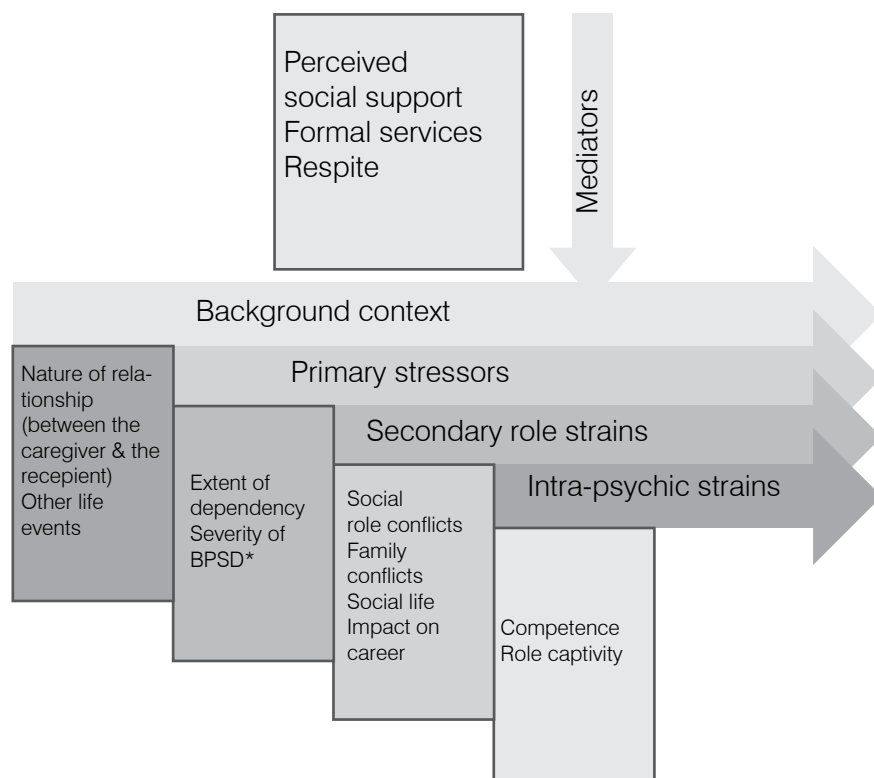 Perceived
social support
Formal services
Respite
Mediators
Background context
Primary stressors
Secondary role strains
Intra-psychic strains
Nature of rela-
tionship
(between the
caregiver & the
recepient)
Other life
events
Extent of
dependency
Severity of
BPSD*
Social
role conflicts
Family
conflicts
Social life
Impact on
career
Competence
Role captivity